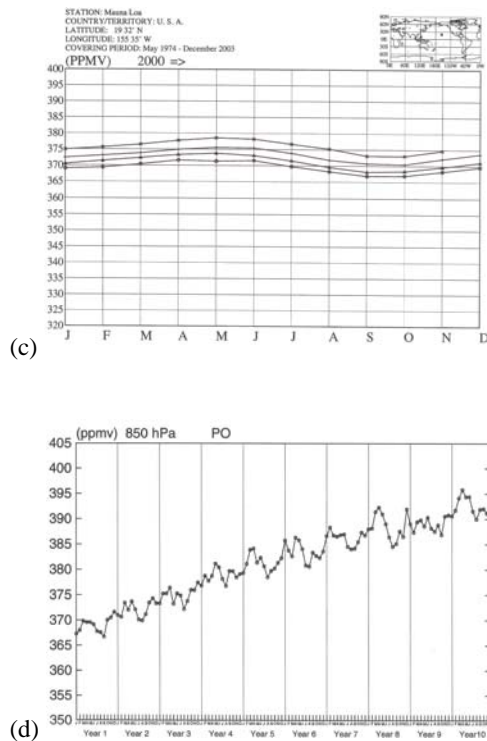 STATION: Mauna Loa
COUNTRY/TERRITORY: U. S. A.
LATITUDE: 19 32' N
LONGITUDE: 155 35' W
COVERING PERIOD: May 1974 - December 2003
(PPMV) 2000 =>
400
395
390
385
380
375
370
365
360
355
350
345
340
335
330
325
320
J F M A M J J A S O N D
(c)
(ppmv) 850 hPa PO
405
400
395
390
385
380
375
370
365
360
355
350
Year 1 Year 2 Year 3 Year 4 Year 5 Year 6 Year 7 Year 8 Year 9 Year10
(d)